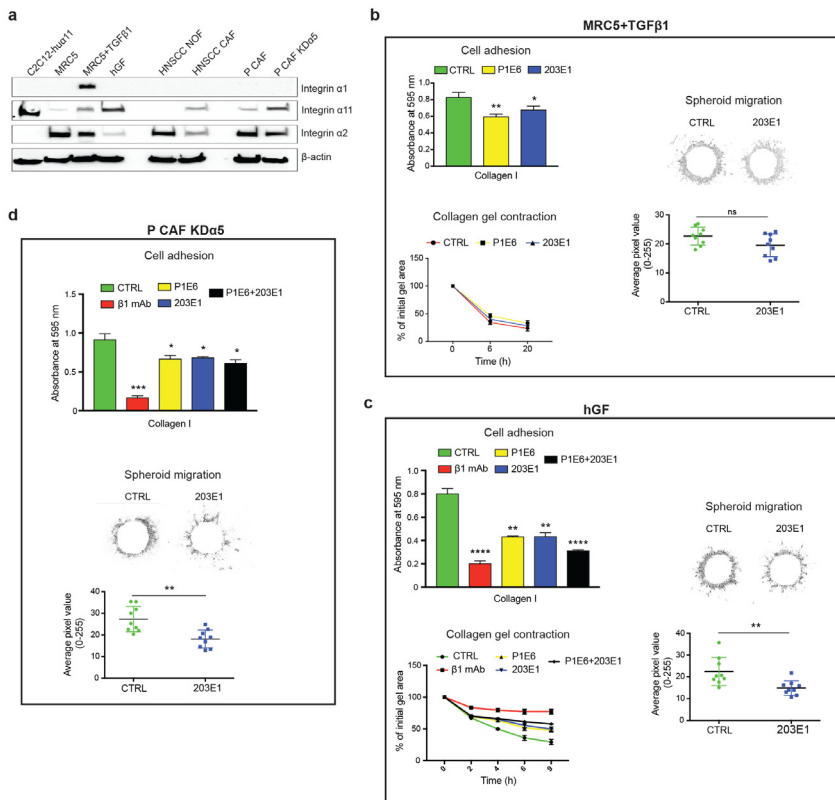 a
C2C12-huα11
MRC5
MRC5+TGFβ1
hGF
HNSCC NOF
HNSCC CAF
P CAF
P CAF KDα5
Integrin α1
Integrin α11
Integrin α2
β-actin
b
MRC5+TGFβ1
Cell adhesion
CTRL P1E6 203E1
Absorbance at 595 nm
1.0
0.8
0.6
0.4
0.2
0.0
** *
Collagen I
Collagen gel contraction
CTRL P1E6 203E1
% of initial gel area
150
100
50
0
0 6 20
Time (h)
Spheroid migration
CTRL 203E1
ns
Average pixel value
(0-255)
30
20
10
0
CTRL 203E1
d
P CAF KDα5
Cell adhesion
CTRL P1E6 P1E6+203E1
β1 mAb 203E1
Absorbance at 595 nm
1.5
1.0
0.5
0.0
*** * * *
Collagen I
Spheroid migration
CTRL 203E1
**
Average pixel value
(0-255)
40
30
20
10
0
CTRL 203E1
c
hGF
Cell adhesion
CTRL P1E6 P1E6+203E1
β1 mAb 203E1
Absorbance at 595 nm
1.0
0.8
0.6
0.4
0.2
0.0
**** ** ** ****
Collagen I
Collagen gel contraction
CTRL P1E6 P1E6+203E1
β1 mAb 203E1
% of initial gel area
150
100
50
0
0 2 4 6 9
Time (h)
Spheroid migration
CTRL 203E1
**
Average pixel value
(0-255)
40
30
20
10
0
CTRL 203E1